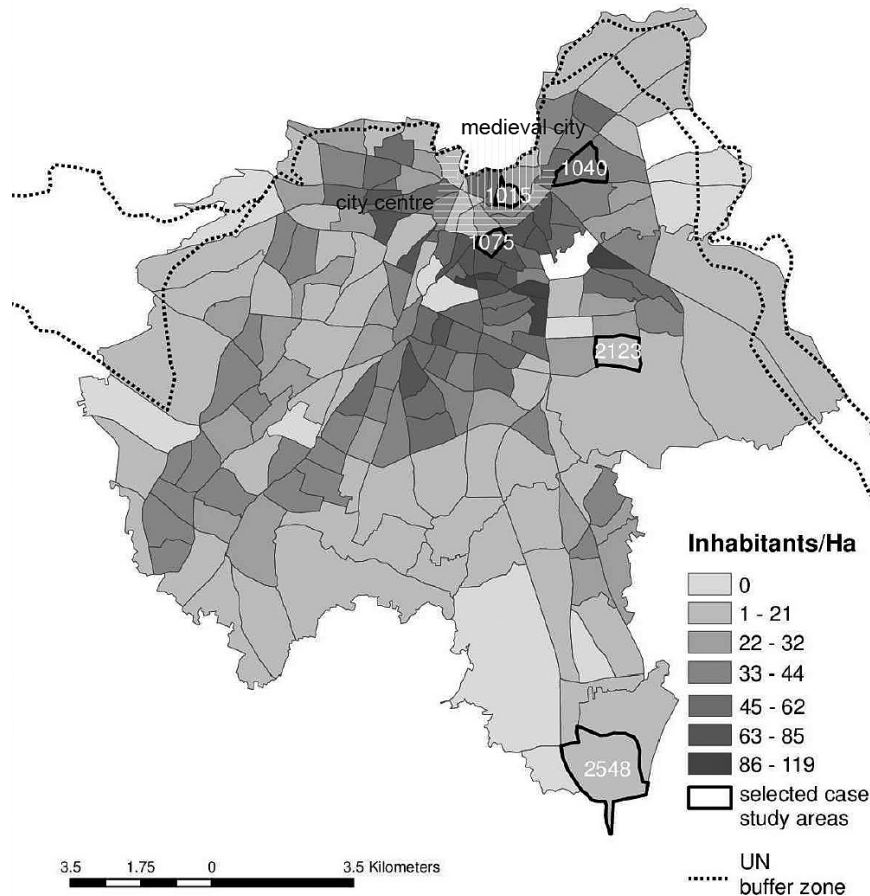 medieval city
1040
1015
city centre
1075
2123
Inhabitants/Ha
0
1 - 21
22 - 32
33 - 44
45 - 62
63 - 85
86 - 119
selected case
study areas
2548
3.5 1.75 0 3.5 Kilometers
UN
buffer zone